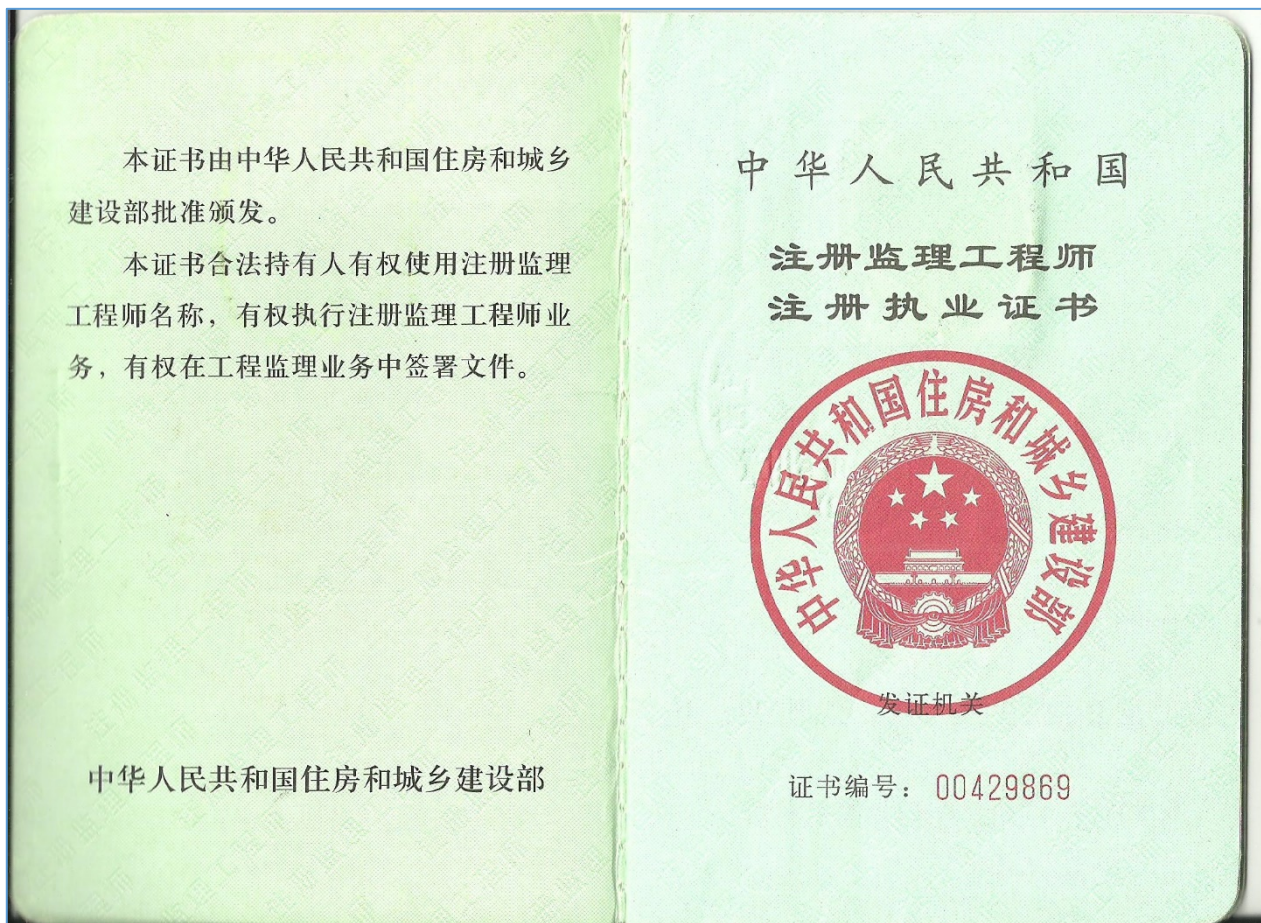 本证书由中华人民共和国住房和城乡
建设部批准颁发。
本证书合法持有人有权使用注册监理
工程师名称，有权执行注册监理工程师业
务，有权在工程监理业务中签署文件。
中华人民共和国住房和城乡建设部
中华人民共和国
注册监理工程师
注册执业证书
中华人民共和国住房和城乡建设部
发证机关
证书编号：00429869